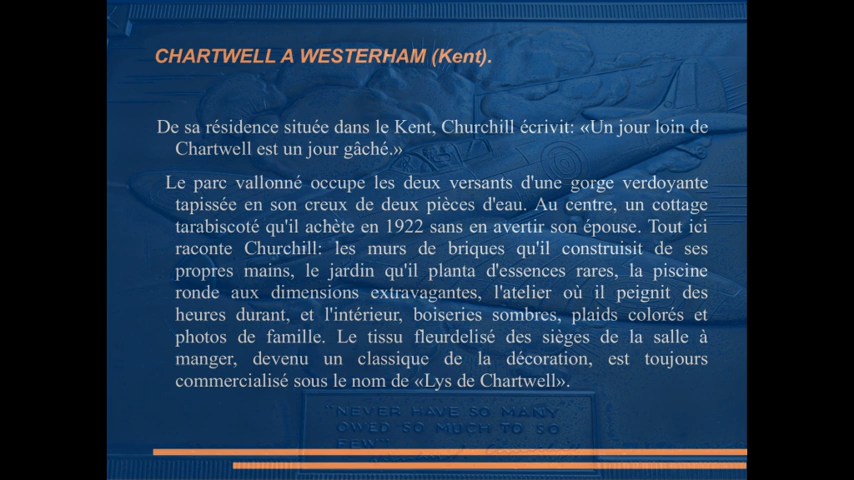 CHARTWELL A WESTERHAM (Kent).
De sa résidence située dans le Kent, Churchill écrivit: «Un jour loin de
Chartwell est un jour gâché.»
Le parc vallonné occupe les deux versants d'une gorge verdoyante
tapissée en son creux de deux pièces d'eau. Au centre, un cottage
tarabiscoté qu'il achète en 1922 sans en avertir son épouse. Tout ici
raconte Churchill: les murs de briques qu'il construisit de ses
propres mains, le jardin qu'il planta d'essences rares, la piscine
ronde aux dimensions extravagantes, l'atelier où il peignit des
heures durant, et l'intérieur, boiseries sombres, plaids colorés et
photos de famille. Le tissu fleurdelisé des sièges de la salle à
manger, devenu un classique de la décoration, est toujours
commercialisé sous le nom de «Lys de Chartwell».
"NEVER HAVE SO MANY
OWED SO MUCH TO SO
FEW"